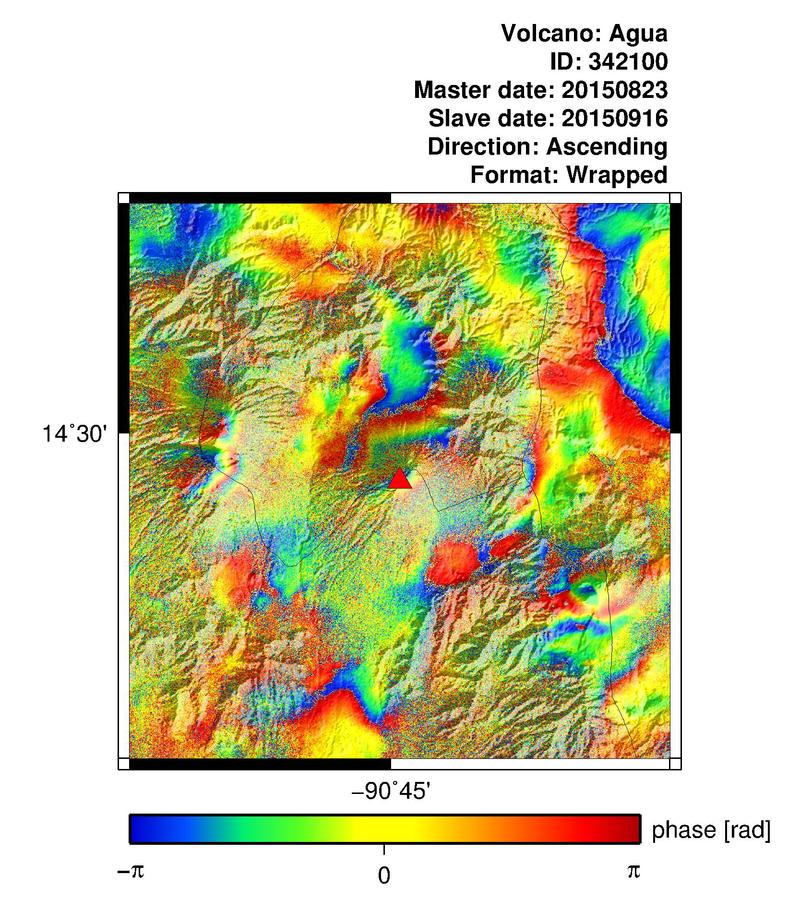 Volcano: Agua
ID: 342100
Master date: 20150823
Slave date: 20150916
Direction: Ascending
Format: Wrapped
14˚30'
−90˚45'
phase [rad]
−π 0 π